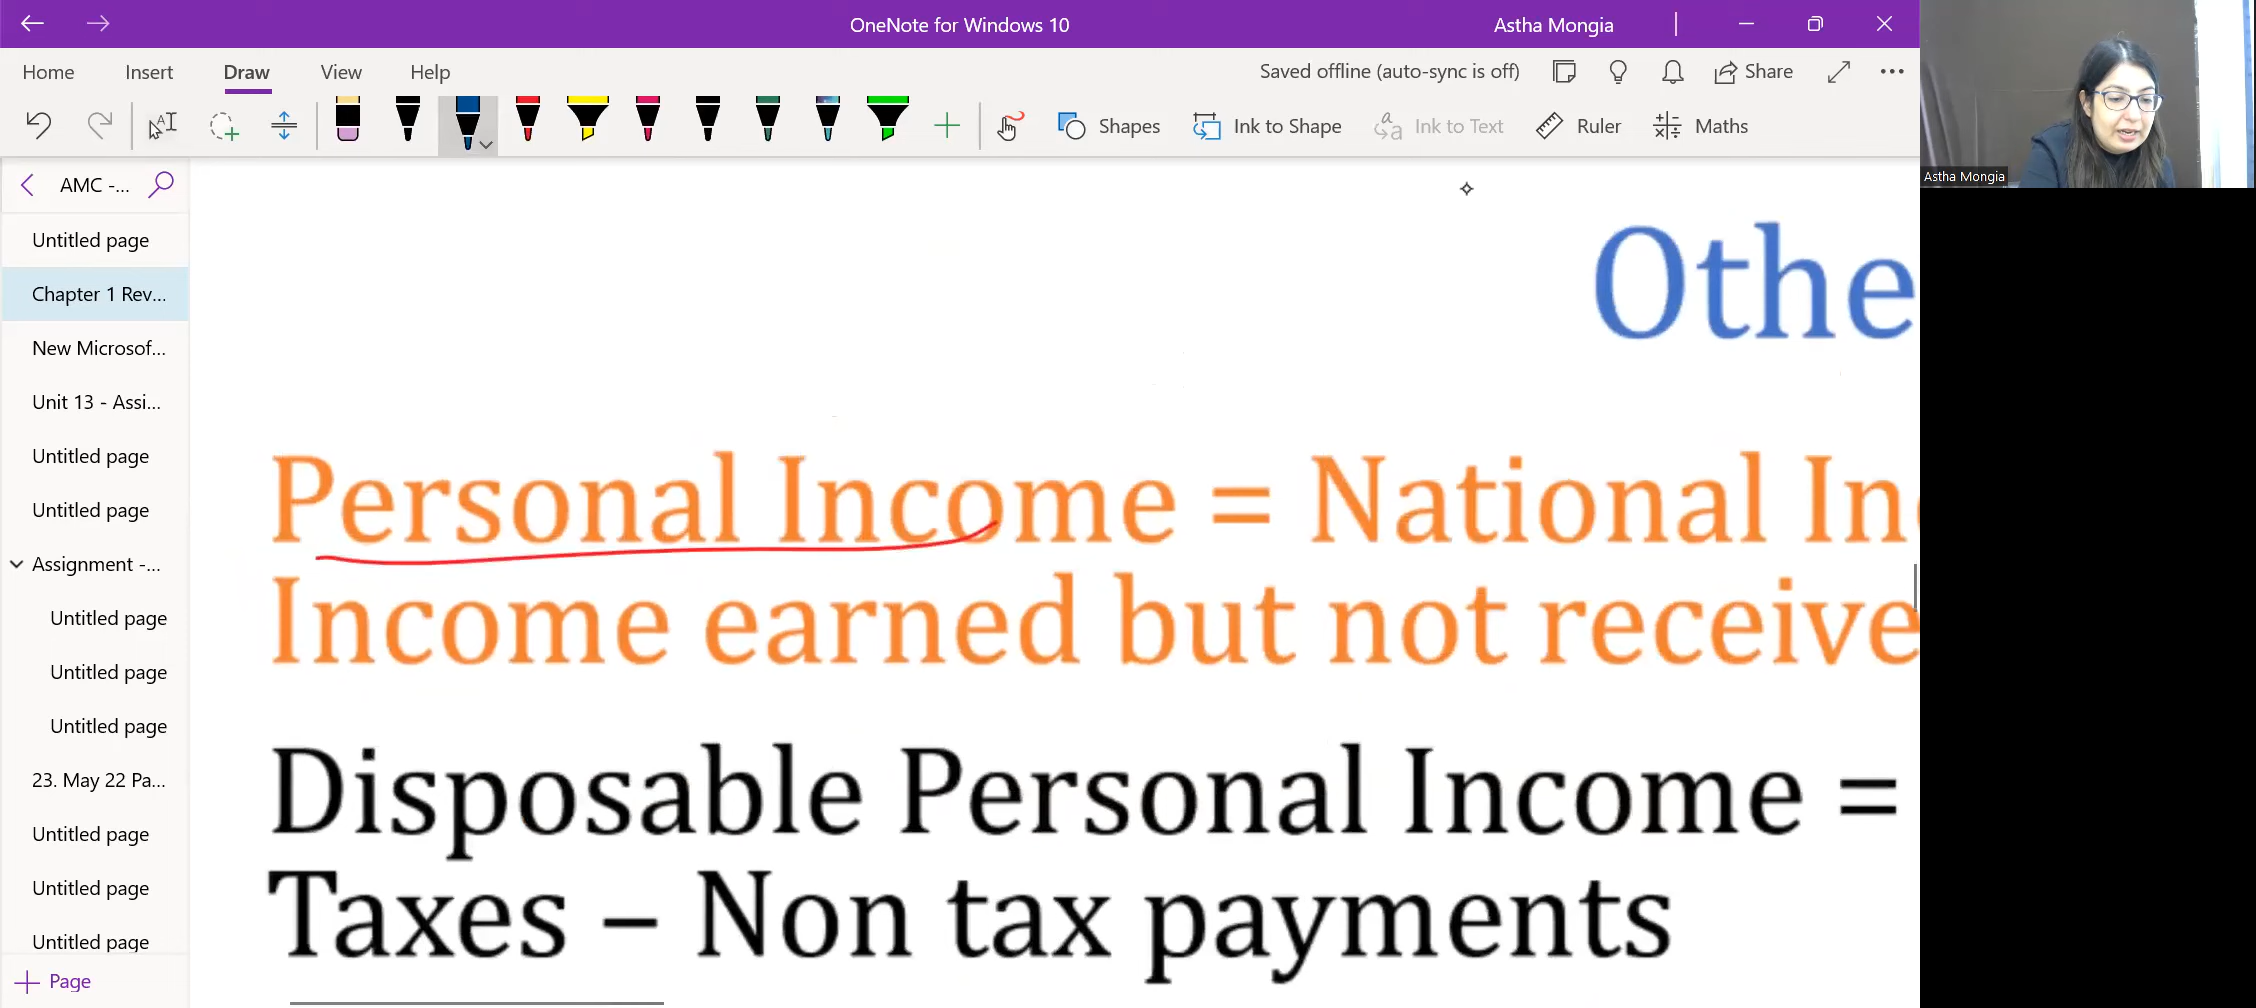 OneNote for Windows 10
Astha Mongia
Home Insert Draw View Help
Saved offline (auto-sync is off) Share
Shapes Ink to Shape Ink to Text Ruler Maths
AMC -...
Untitled page
Chapter 1 Rev...
New Microsof...
Unit 13 - Assi...
Untitled page
Untitled page
Assignment -...
Untitled page
Untitled page
Untitled page
23. May 22 Pa...
Untitled page
Untitled page
Untitled page
Page
Othe
Personal Income = National In
Income earned but not receive
Disposable Personal Income =
Taxes – Non tax payments
Astha Mongia